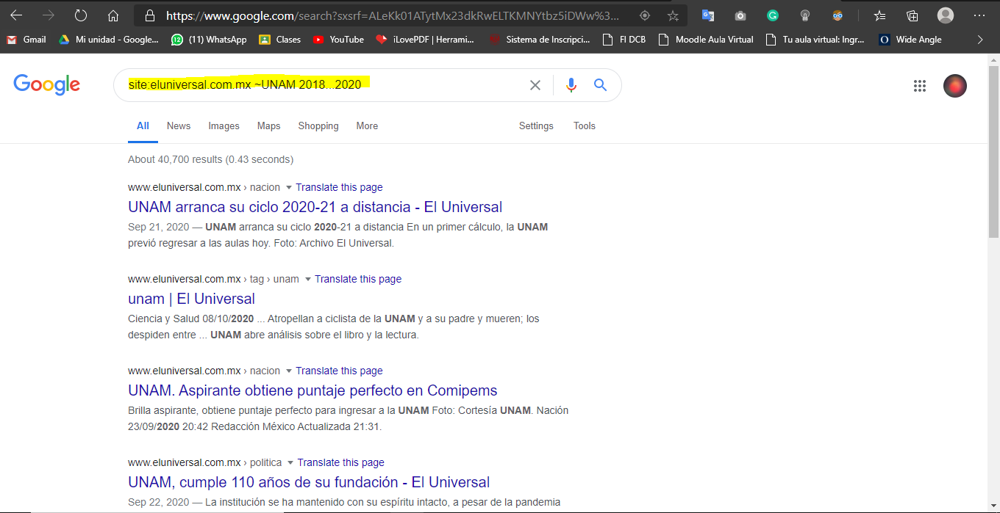 https://www.google.com/search?sxsrf=ALeKk01ATytMx23dkRwELTKMNYtbz5iDWw%3...
Gmail Mi unidad - Google... (11) WhatsApp Clases YouTube iLovePDF | Herrami... Sistema de Inscripci... FI DCB Moodle Aula Virtual Tu aula virtual: Ingr... Wide Angle
Google site:eluniversal.com.mx ~UNAM 2018...2020
All News Images Maps Shopping More Settings Tools
About 40,700 results (0.43 seconds)
www.eluniversal.com.mx › nacion Translate this page
UNAM arranca su ciclo 2020-21 a distancia - El Universal
Sep 21, 2020 — UNAM arranca su ciclo 2020-21 a distancia En un primer cálculo, la UNAM
previó regresar a las aulas hoy. Foto: Archivo El Universal.
www.eluniversal.com.mx › tag › unam Translate this page
unam | El Universal
Ciencia y Salud 08/10/2020 ... Atropellan a ciclista de la UNAM y a su padre y mueren; los
despiden entre ... UNAM abre análisis sobre el libro y la lectura.
www.eluniversal.com.mx › nacion Translate this page
UNAM. Aspirante obtiene puntaje perfecto en Comipems
Brilla aspirante, obtiene puntaje perfecto para ingresar a la UNAM Foto: Cortesía UNAM. Nación
23/09/2020 20:42 Redacción México Actualizada 21:31.
www.eluniversal.com.mx › politica Translate this page
UNAM, cumple 110 años de su fundación - El Universal
Sep 22, 2020 — La institución se ha mantenido con su espíritu intacto, a pesar de la pandemia